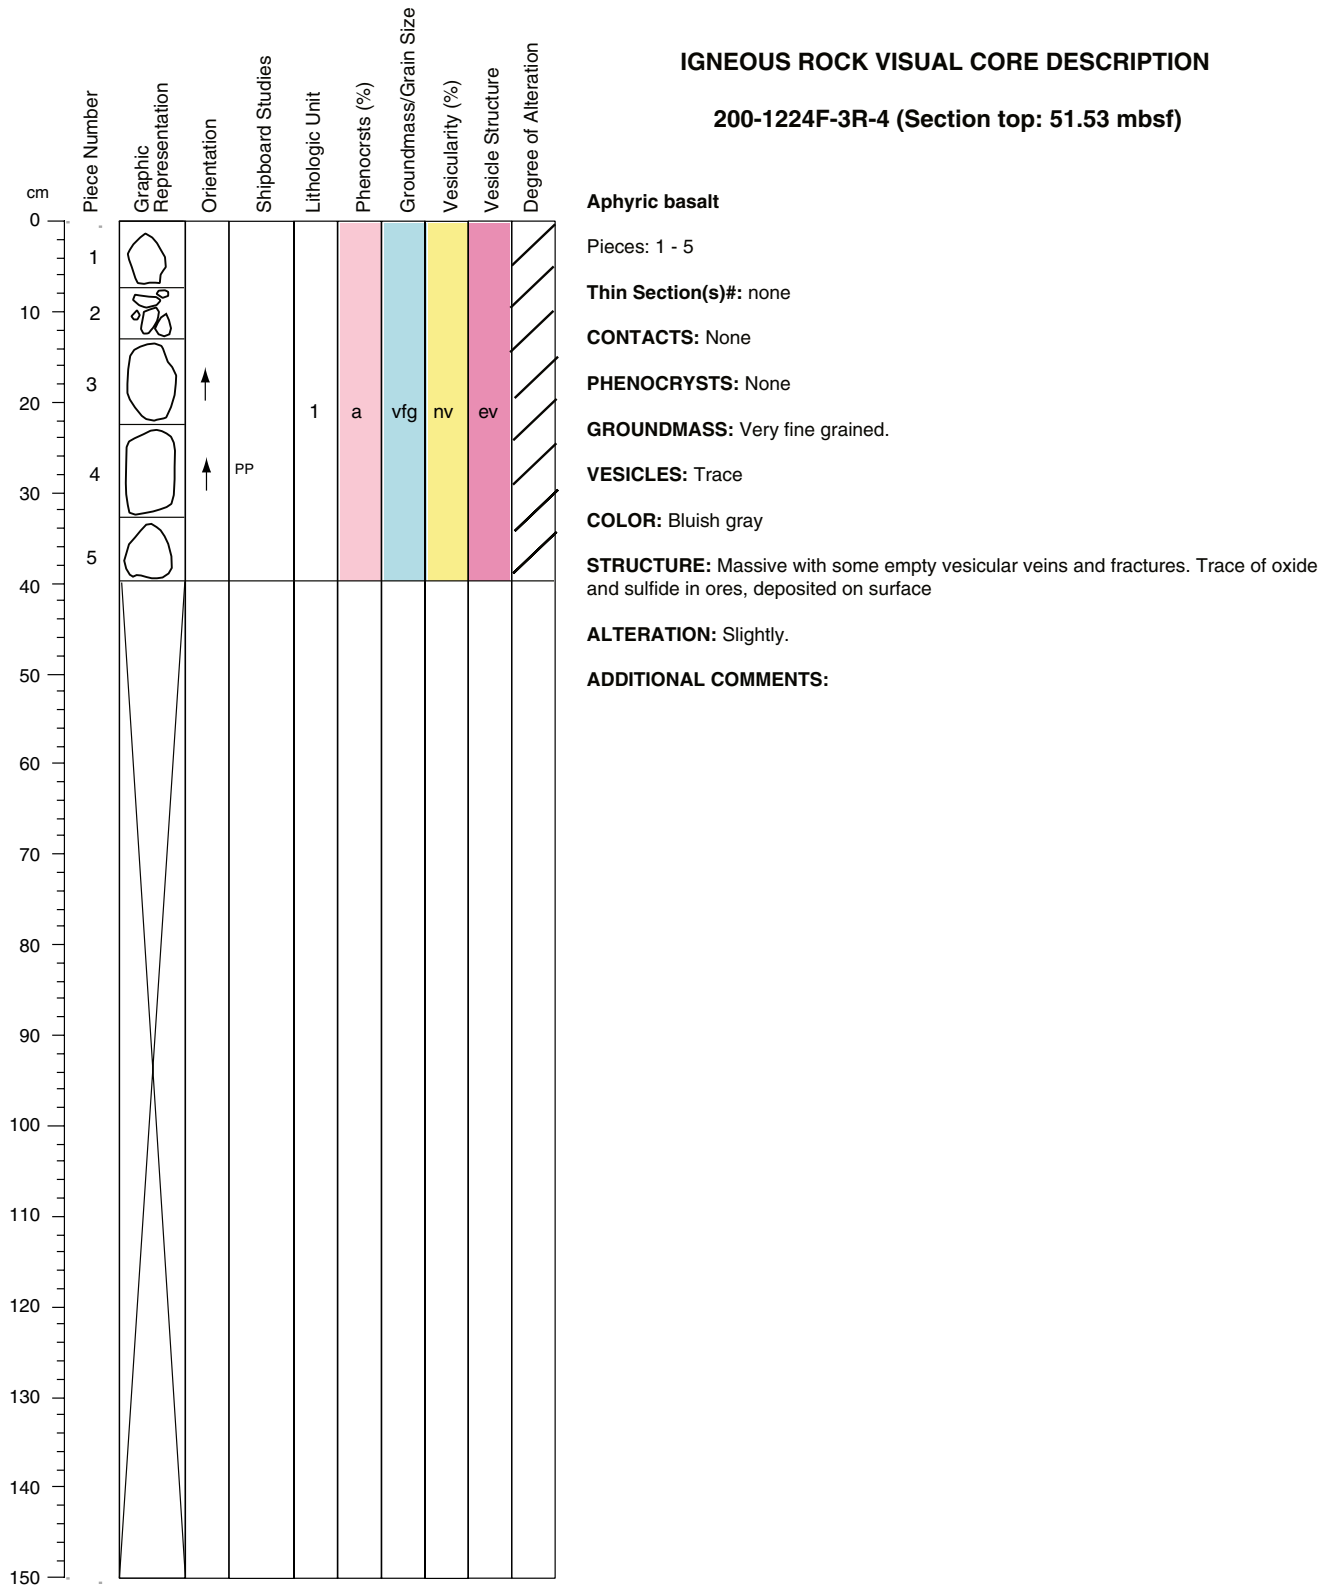 IGNEOUS ROCK VISUAL CORE DESCRIPTION
200-1224F-3R-4 (Section top: 51.53 mbsf)
cm
Piece Number
Graphic
Representation
Orientation
Shipboard Studies
Lithologic Unit
Phenocrsts (%)
Groundmass/Grain Size
Vesicularity (%)
Vesicle Structure
Degree of Alteration
0
10
20
30
40
50
60
70
80
90
100
110
120
130
140
150
1
2
3
4
5
PP
1 a vfg nv ev
Aphyric basalt
Pieces: 1 - 5
Thin Section(s)#: none
CONTACTS: None
PHENOCRYSTS: None
GROUNDMASS: Very fine grained.
VESICLES: Trace
COLOR: Bluish gray
STRUCTURE: Massive with some empty vesicular veins and fractures. Trace of oxide
and sulfide in ores, deposited on surface
ALTERATION: Slightly.
ADDITIONAL COMMENTS: